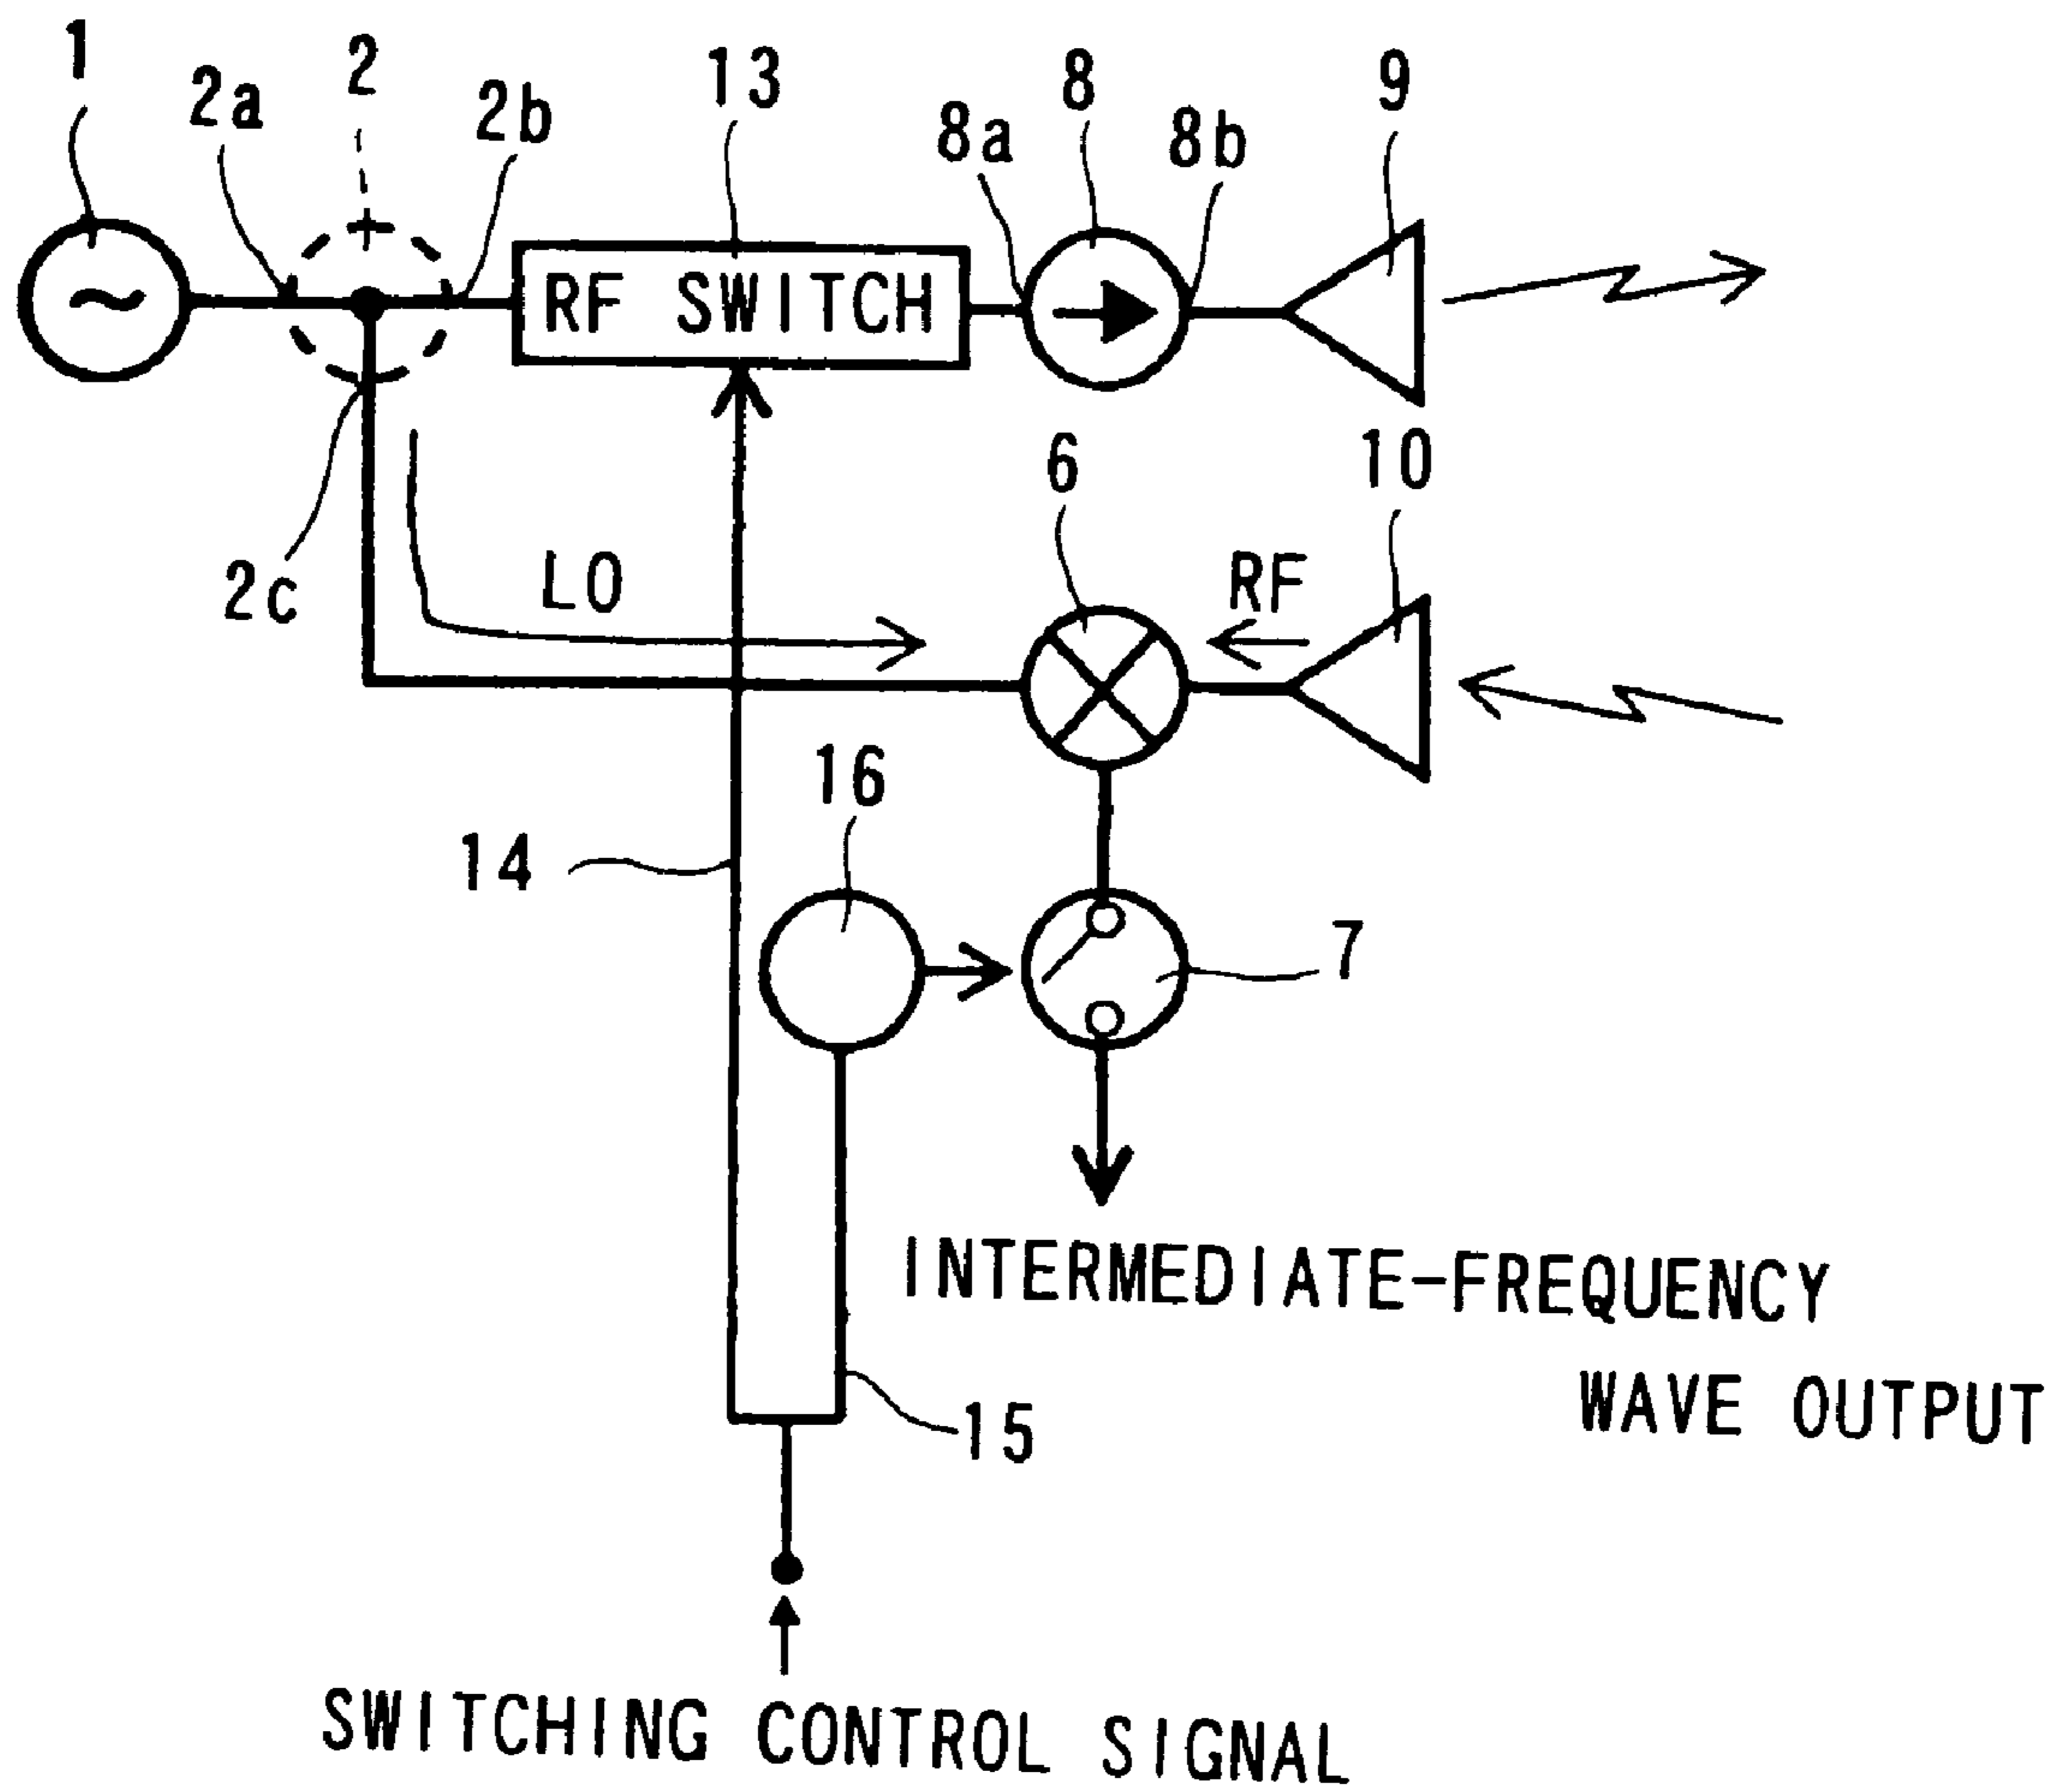 1
2a
2
2b
13
8a
8
8b
9
RF SWITCH
2c
LO
6
RF
10
14
16
7
INTERMEDIATE-FREQUENCY
WAVE OUTPUT
15
SWITCHING CONTROL SIGNAL